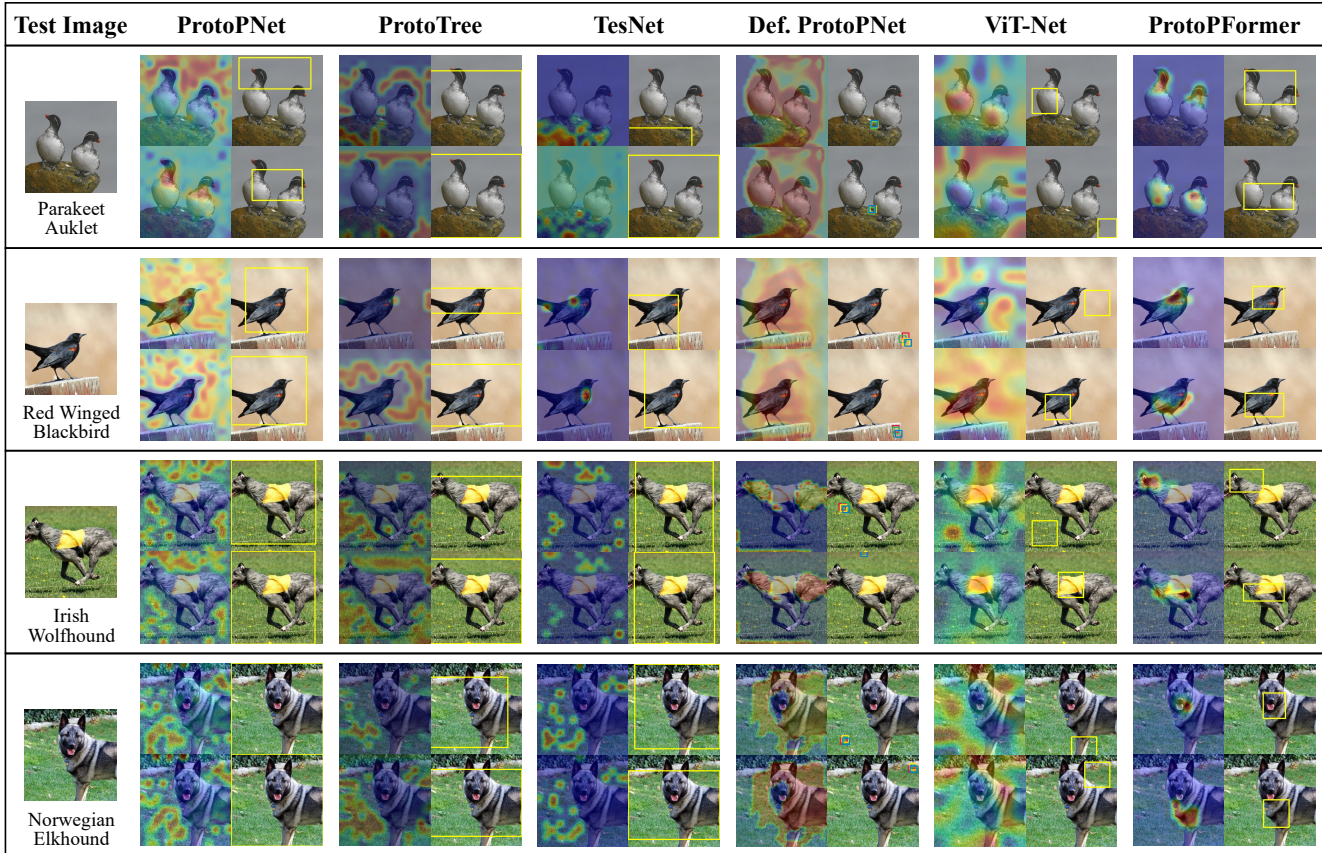 Test Image ProtoPNet ProtoTree TesNet Def. ProtoPNet ViT-Net ProtoPFormer
Parakeet
Auklet
Red Winged
Blackbird
Irish
Wolfhound
Norwegian
Elkhound